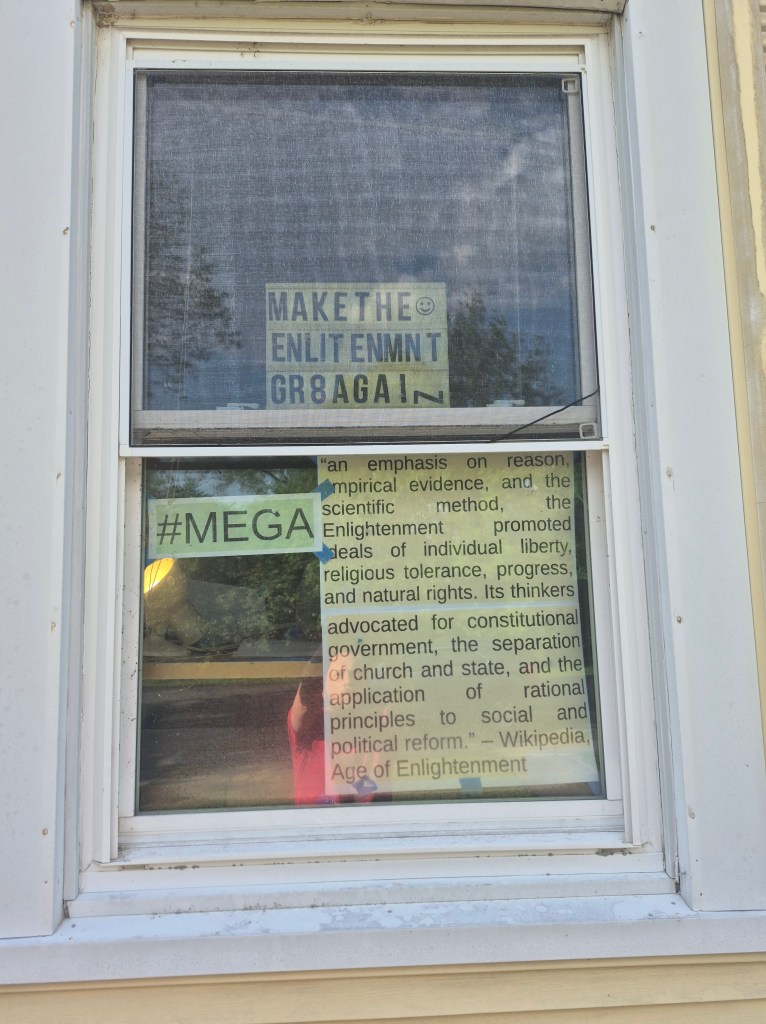 MAKE THE ☺
ENLITENMNT
GR8 AGAIN
#MEGA
"an emphasis on reason,
empirical evidence, and the
scientific method, the
Enlightenment promoted
ideals of individual liberty,
religious tolerance, progress,
and natural rights. Its thinkers
advocated for constitutional
government, the separation
of church and state, and the
application of rational
principles to social and
political reform." – Wikipedia,
Age of Enlightenment